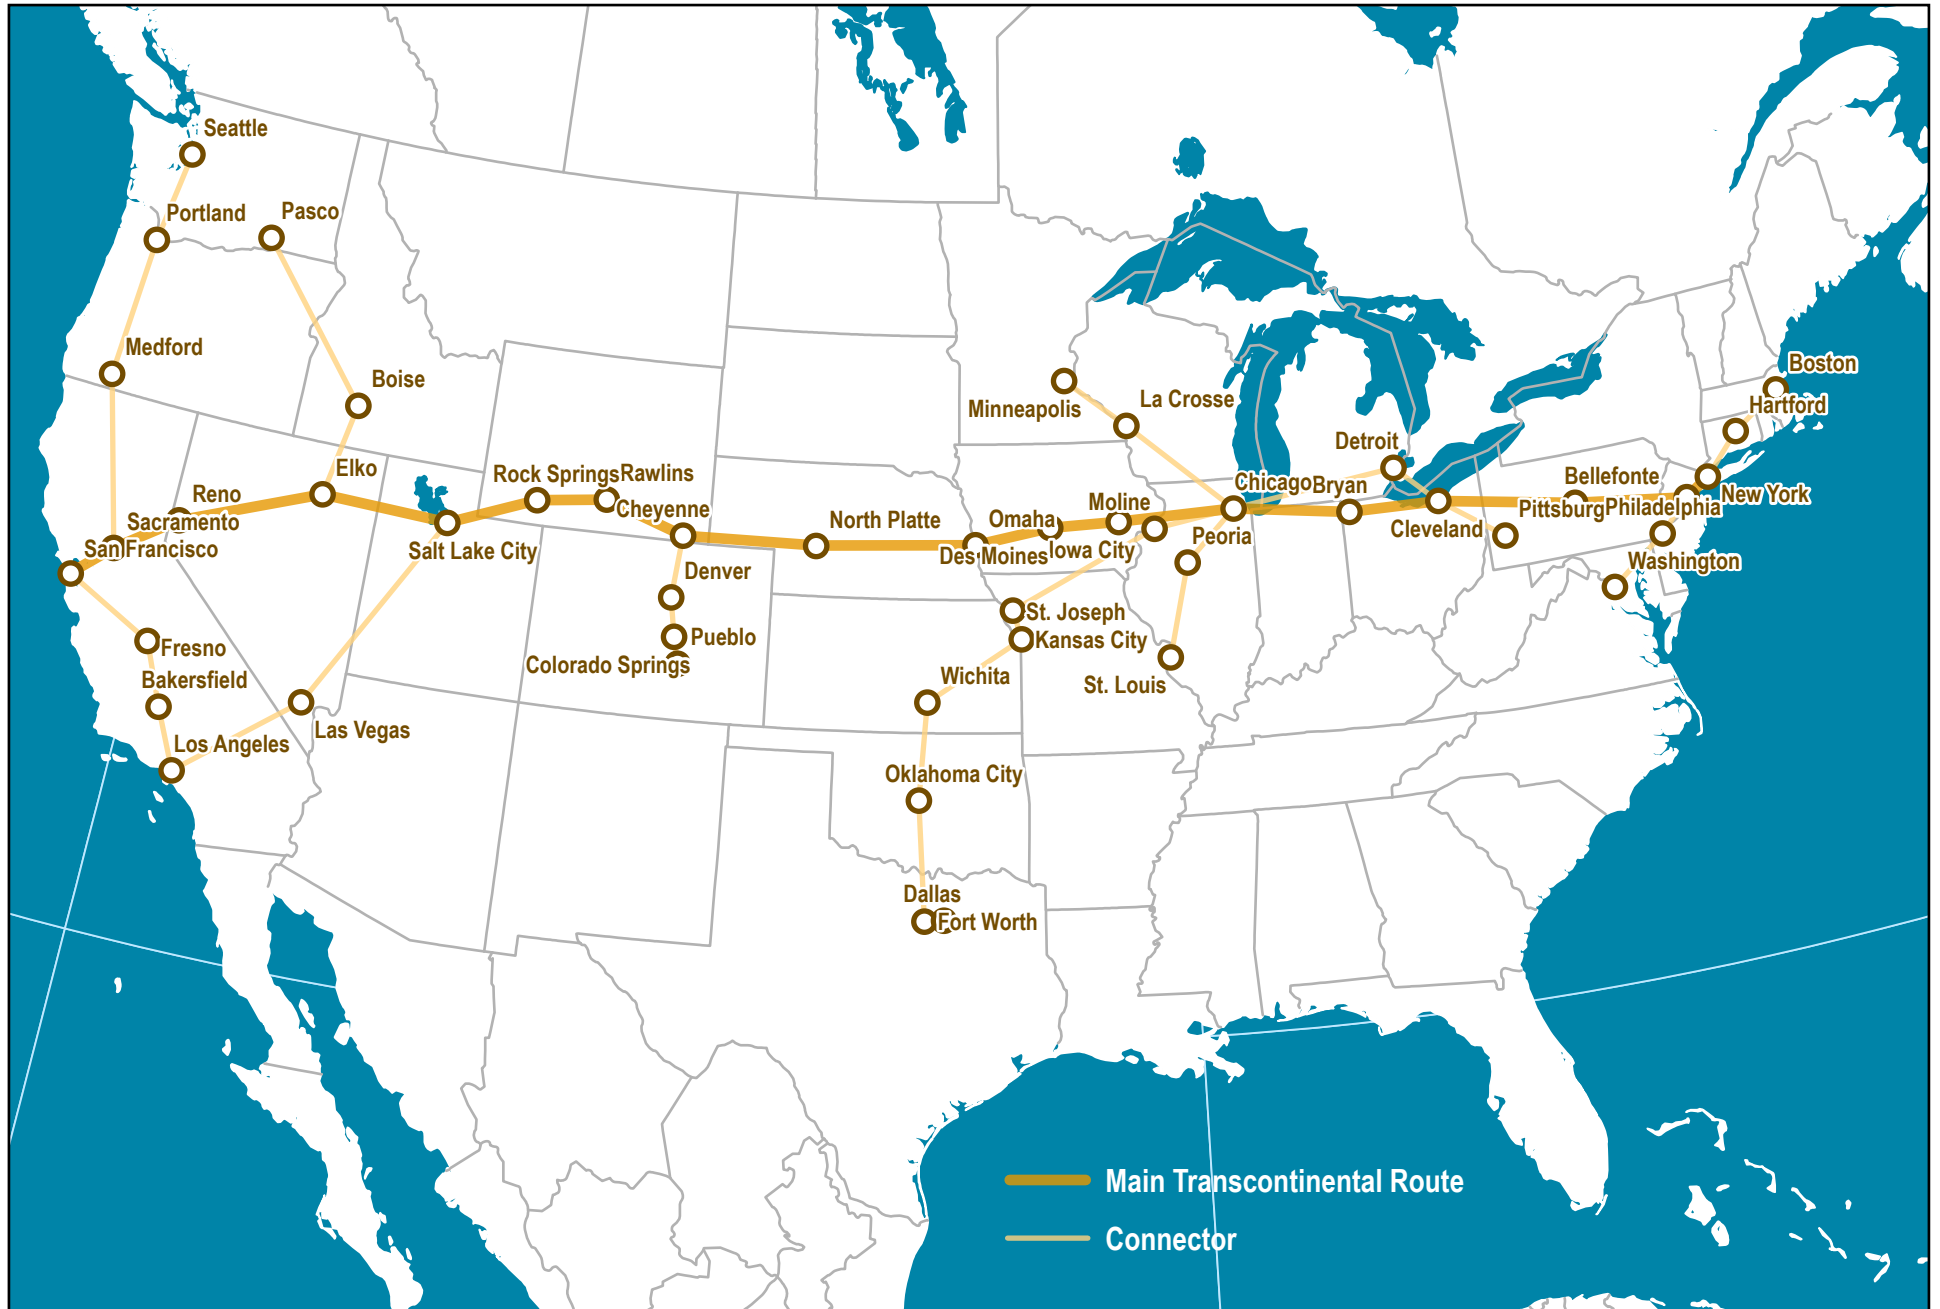 Seattle
Portland
Pasco
Medford
Boise
Boston
Minneapolis
La Crosse
Hartford
Detroit
Elko
Rock Springs
Rawlins
Reno
Chicago
Bryan
Bellefonte
New York
Sacramento
Cheyenne
North Platte
Omaha
Moline
Cleveland
Pittsburg
Philadelphia
San Francisco
Salt Lake City
Des Moines
Iowa City
Peoria
Washington
Denver
St. Joseph
Kansas City
Fresno
Pueblo
Colorado Springs
Bakersfield
Wichita
St. Louis
Los Angeles
Las Vegas
Oklahoma City
Dallas
Fort Worth
Main Transcontinental Route
Connector